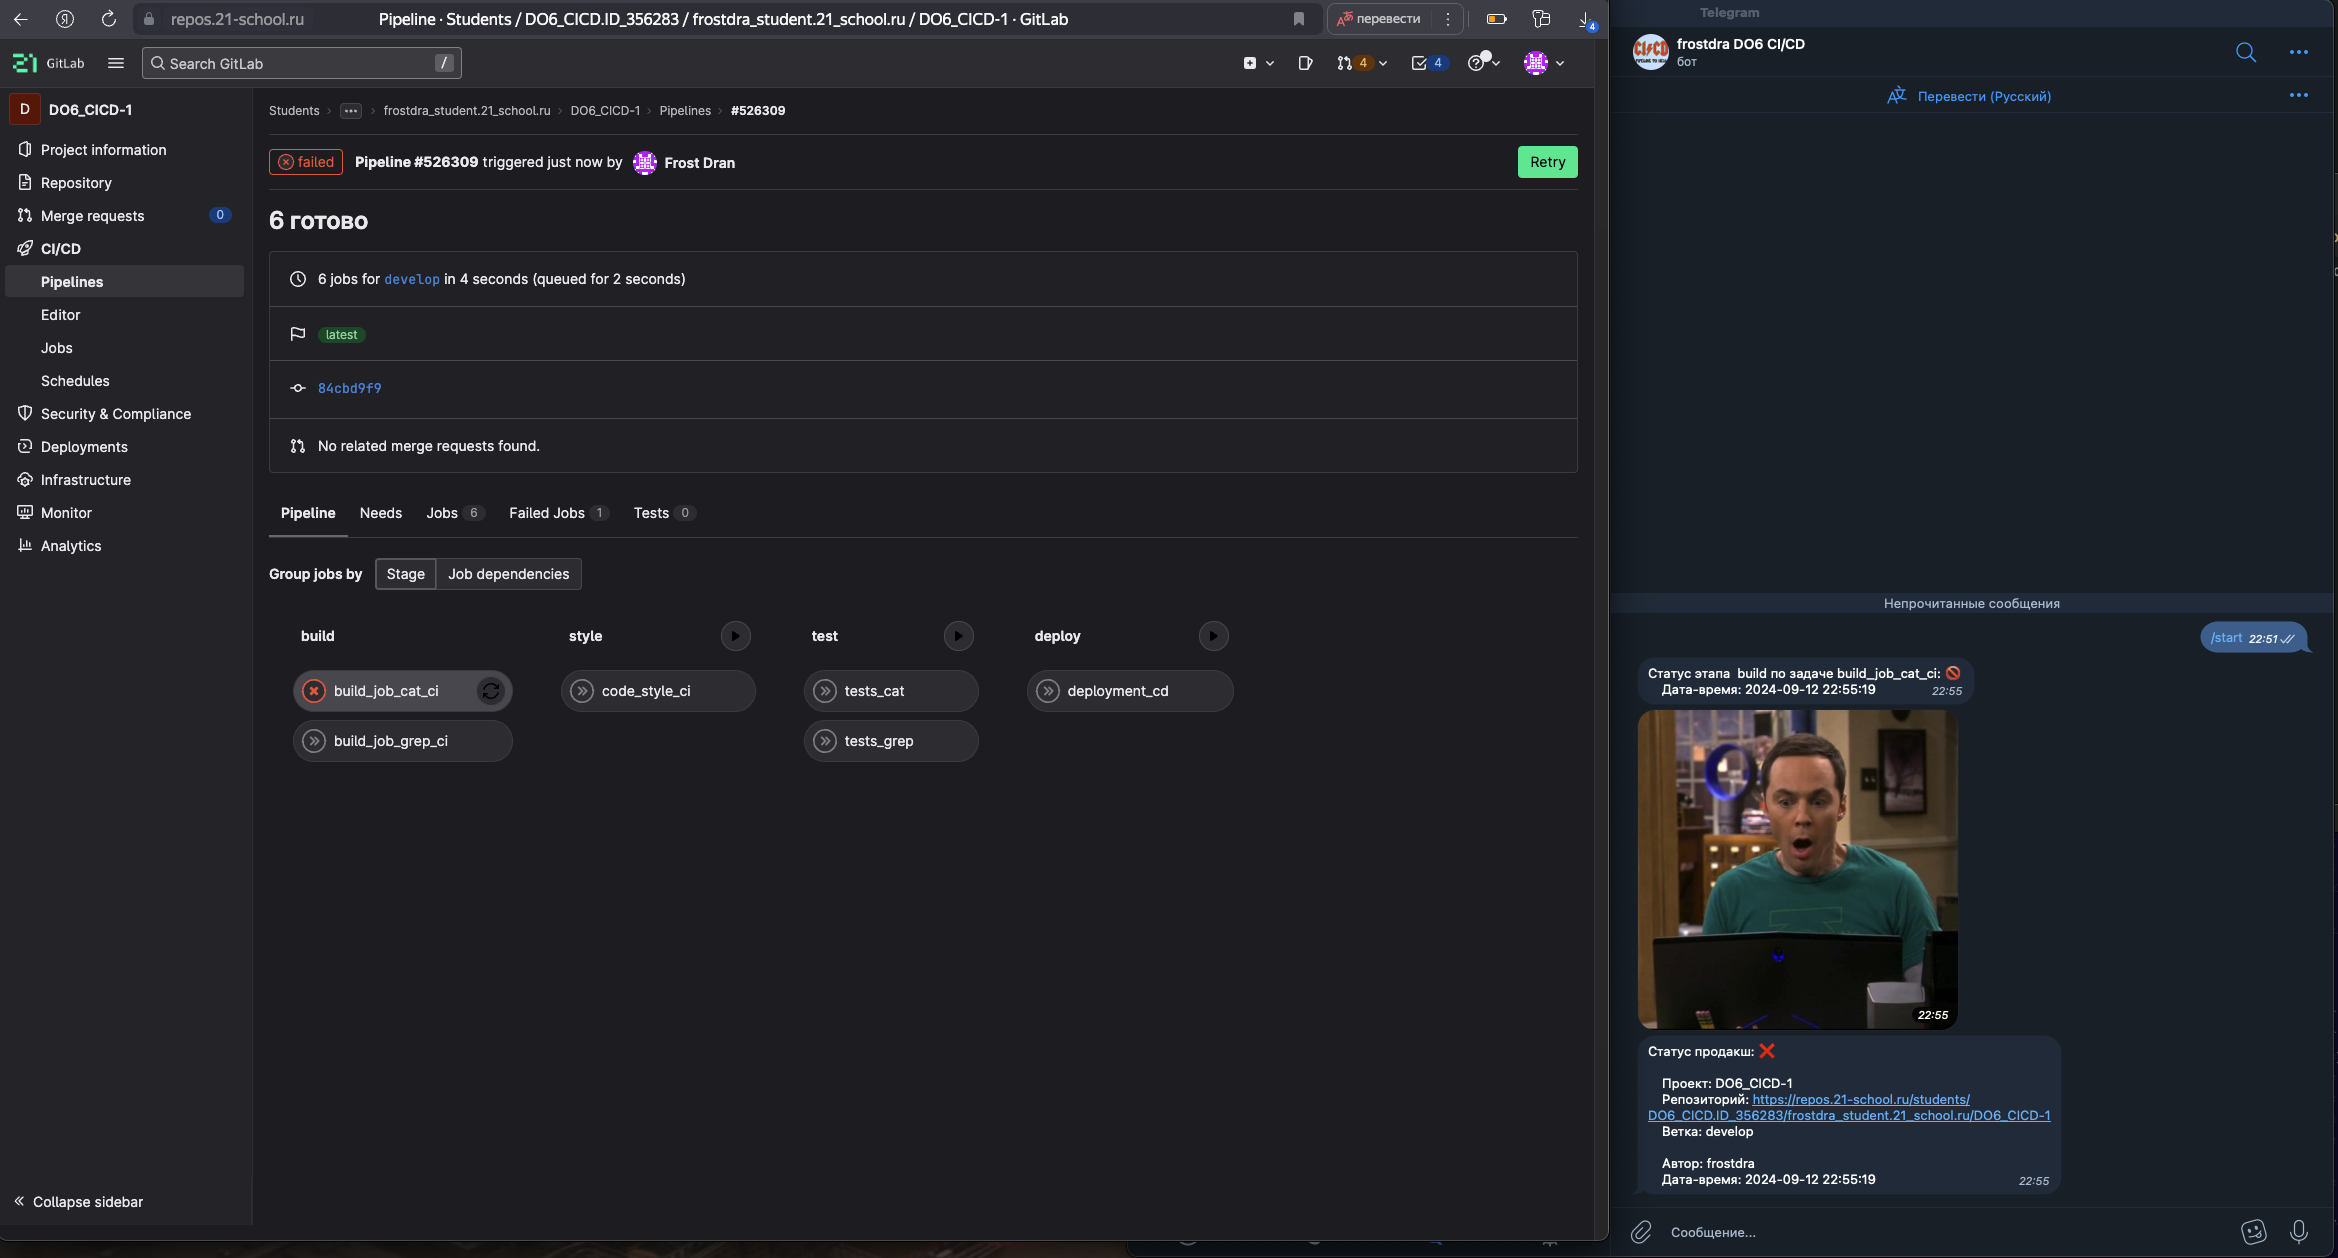 repos.21-school.ru
Pipeline · Students / DO6_CICD.ID_356283 / frostdra_student.21_school.ru / DO6_CICD-1 · GitLab
перевести
4
21 GitLab
Search GitLab
/
4
4
D DO6_CICD-1
Project information
Repository
Merge requests 0
CI/CD
Pipelines
Editor
Jobs
Schedules
Security & Compliance
Deployments
Infrastructure
Monitor
Analytics
Collapse sidebar
Students › ... › frostdra_student.21_school.ru › DO6_CICD-1 › Pipelines › #526309
failed Pipeline #526309 triggered just now by Frost Dran
Retry
6 готово
6 jobs for develop in 4 seconds (queued for 2 seconds)
latest
84cbd9f9
No related merge requests found.
Pipeline Needs Jobs 6 Failed Jobs 1 Tests 0
Group jobs by Stage Job dependencies
build style test deploy
build_job_cat_ci code_style_ci tests_cat deployment_cd
build_job_grep_ci tests_grep
Telegram
CI/CD
frostdra DO6 CI/CD
бот
Перевести (Русский)
Непрочитанные сообщения
/start 22:51
Статус этапа build по задаче build_job_cat_ci: 🚫
Дата-время: 2024-09-12 22:55:19 22:55
22:55
Статус продакш: ❌
Проект: DO6_CICD-1
Репозиторий: https://repos.21-school.ru/students/
DO6_CICD.ID_356283/frostdra_student.21_school.ru/DO6_CICD-1
Ветка: develop
Автор: frostdra
Дата-время: 2024-09-12 22:55:19 22:55
Сообщение...